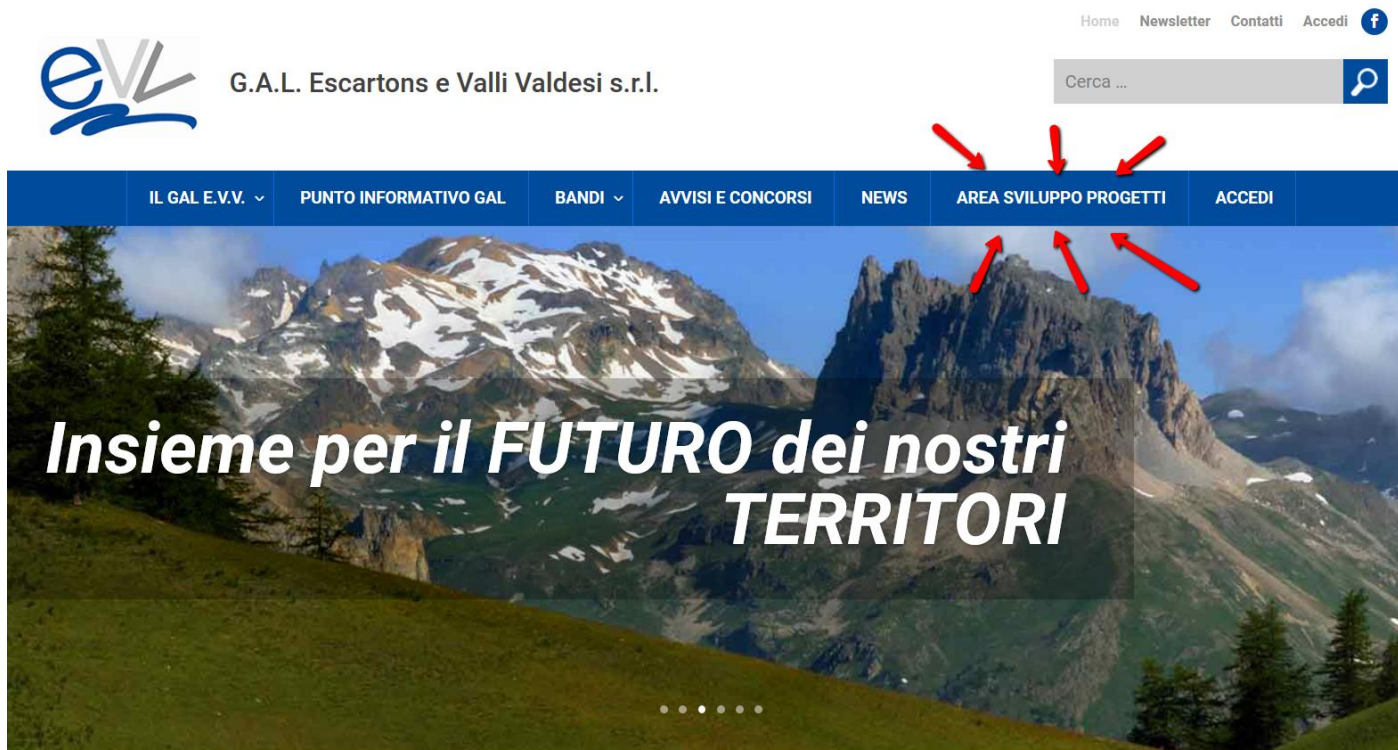 Home Newsletter Contatti Accedi f
evv
G.A.L. Escartons e Valli Valdesi s.r.l.
Cerca ...
IL GAL E.V.V. PUNTO INFORMATIVO GAL BANDI AVVISI E CONCORSI NEWS AREA SVILUPPO PROGETTI ACCEDI
Insieme per il FUTURO dei nostri
TERRITORI